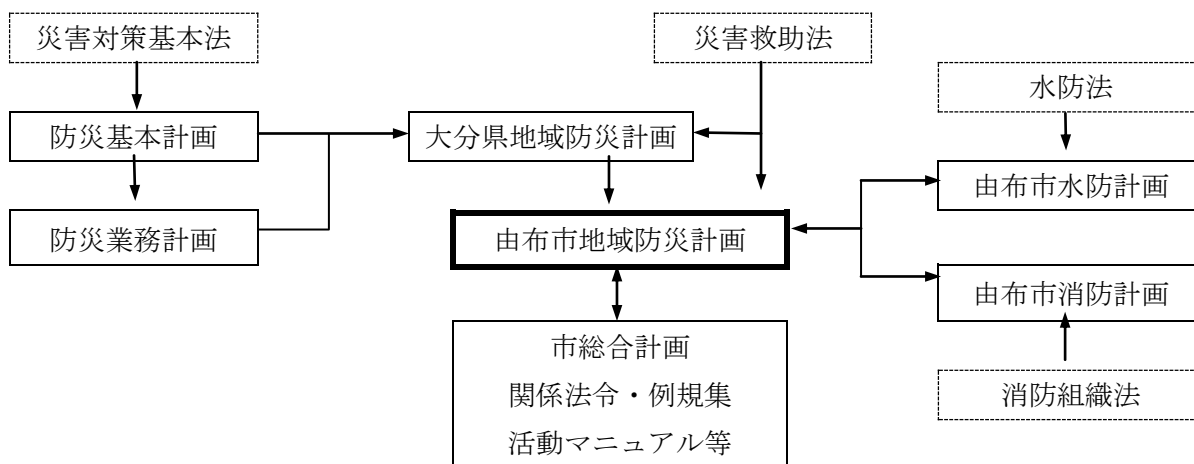 災害対策基本法
災害救助法
水防法
防災基本計画
大分県地域防災計画
由布市水防計画
防災業務計画
由布市地域防災計画
由布市消防計画
市総合計画
関係法令・例規集
活動マニュアル等
消防組織法